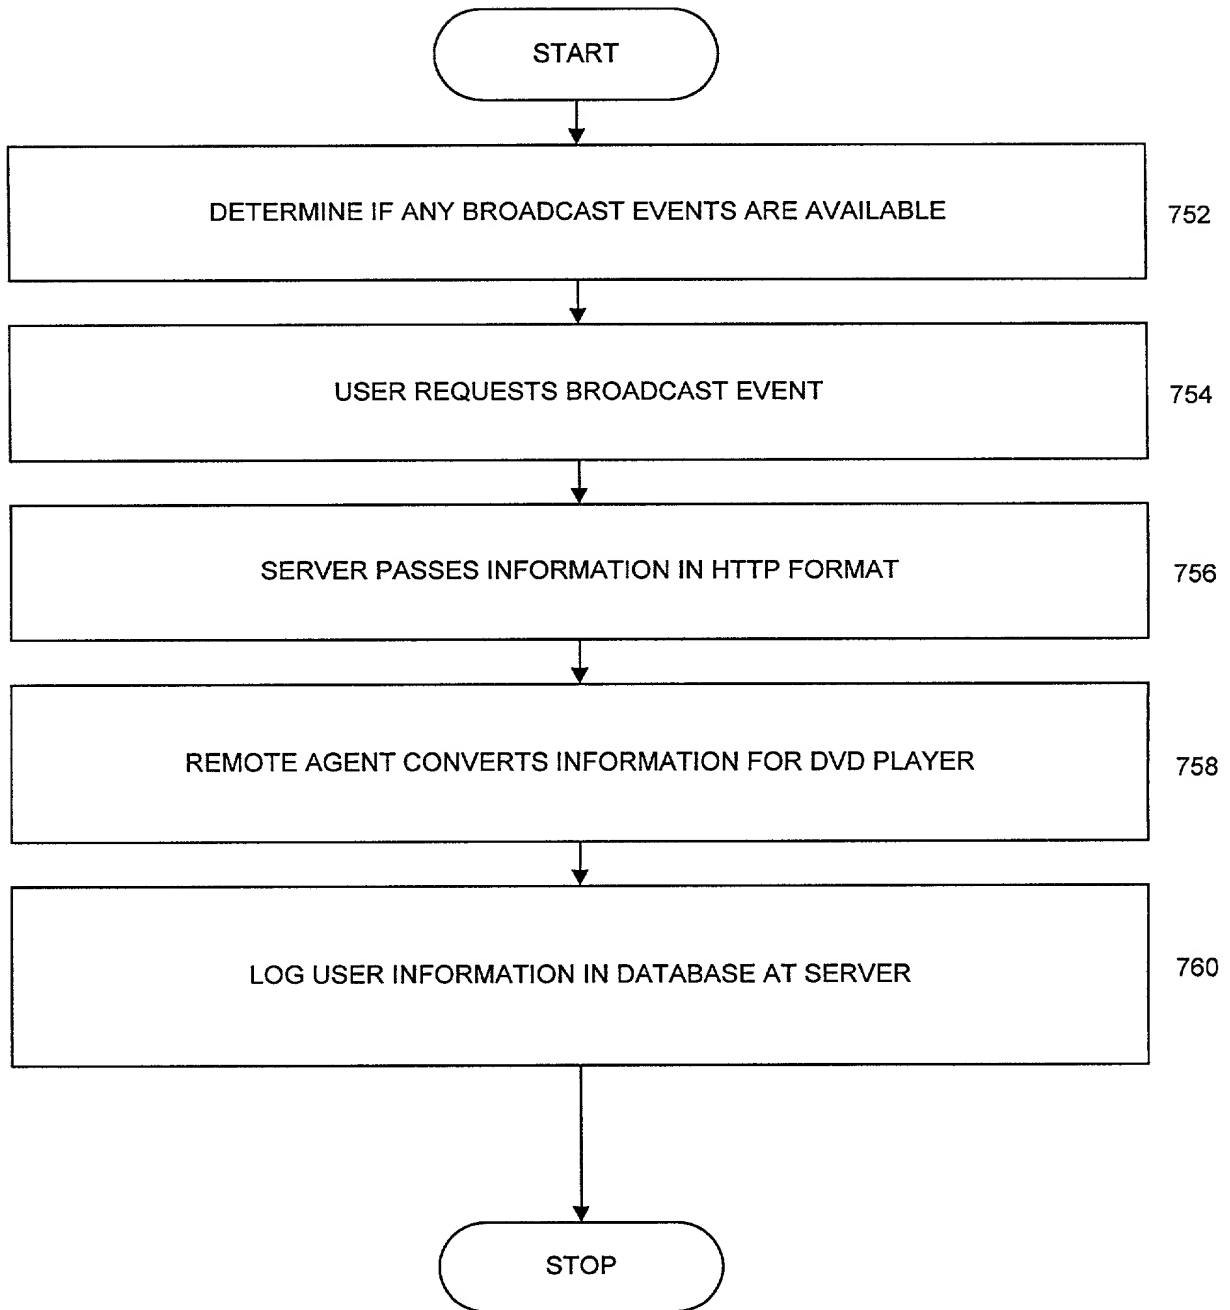 START
DETERMINE IF ANY BROADCAST EVENTS ARE AVAILABLE
752
USER REQUESTS BROADCAST EVENT
754
SERVER PASSES INFORMATION IN HTTP FORMAT
756
REMOTE AGENT CONVERTS INFORMATION FOR DVD PLAYER
758
LOG USER INFORMATION IN DATABASE AT SERVER
760
STOP